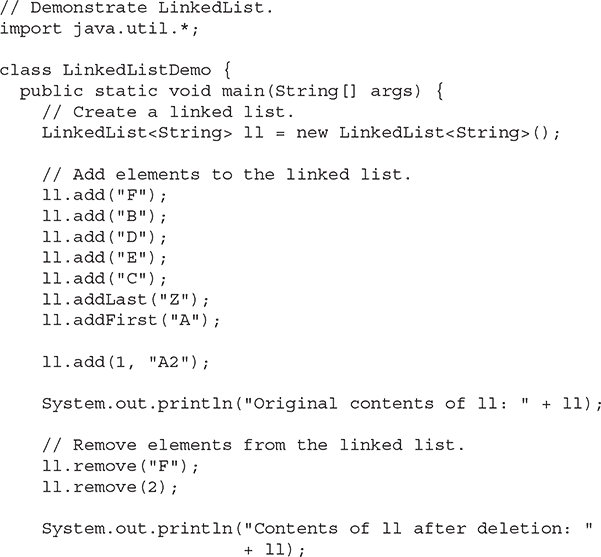 // Demonstrate LinkedList.
import java.util.*;

class LinkedListDemo {
  public static void main(String[] args) {
    // Create a linked list.
    LinkedList<String> ll = new LinkedList<String>();

    // Add elements to the linked list.
    ll.add("F");
    ll.add("B");
    ll.add("D");
    ll.add("E");
    ll.add("C");
    ll.addLast("Z");
    ll.addFirst("A");

    ll.add(1, "A2");

    System.out.println("Original contents of ll: " + ll);

    // Remove elements from the linked list.
    ll.remove("F");
    ll.remove(2);

    System.out.println("Contents of ll after deletion: "
                       + ll);